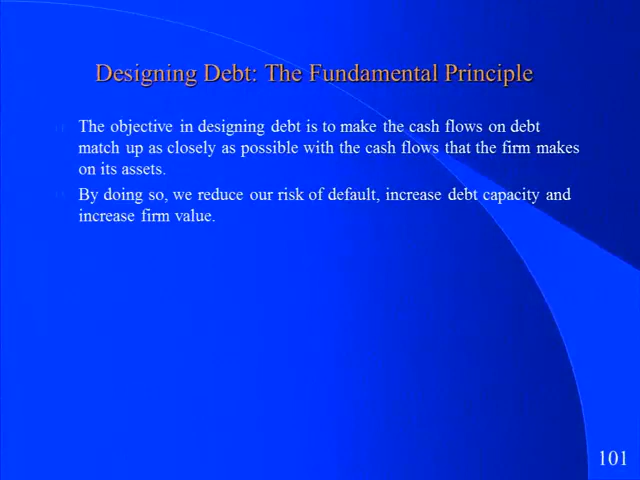 Designing Debt: The Fundamental Principle
The objective in designing debt is to make the cash flows on debt
match up as closely as possible with the cash flows that the firm makes
on its assets.
By doing so, we reduce our risk of default, increase debt capacity and
increase firm value.
101